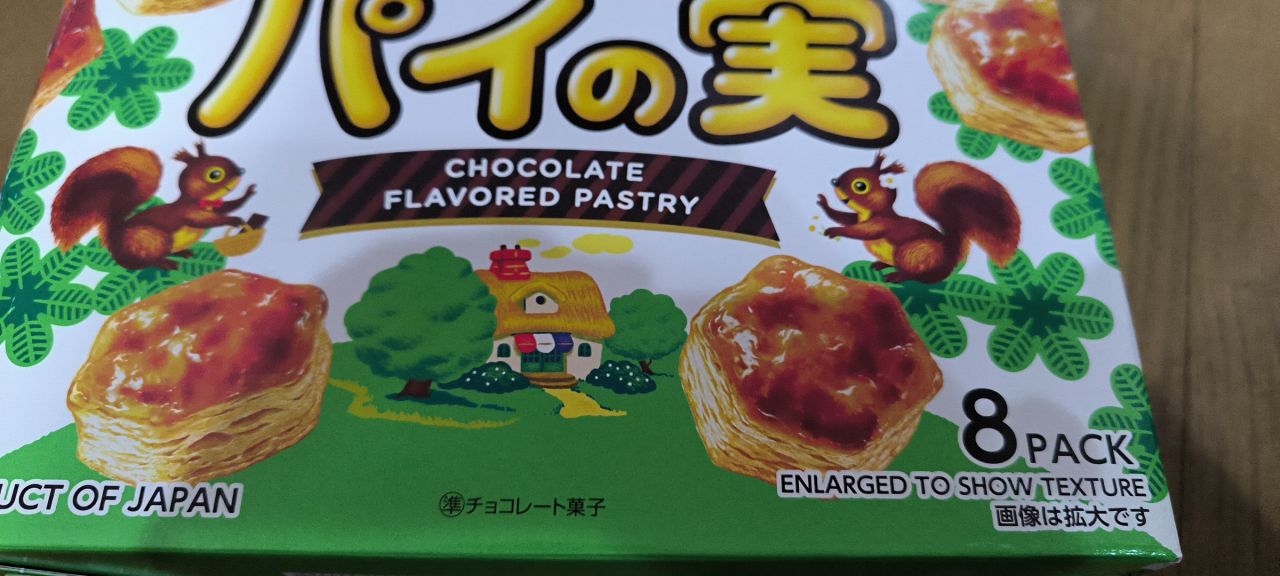 パイの実
CHOCOLATE
FLAVORED PASTRY
8 PACK
ENLARGED TO SHOW TEXTURE
画像は拡大です
UCT OF JAPAN
㊜チョコレート菓子